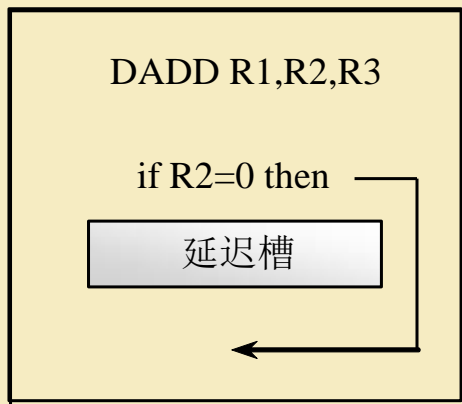 DADD R1,R2,R3
if R2=0 then
延迟槽